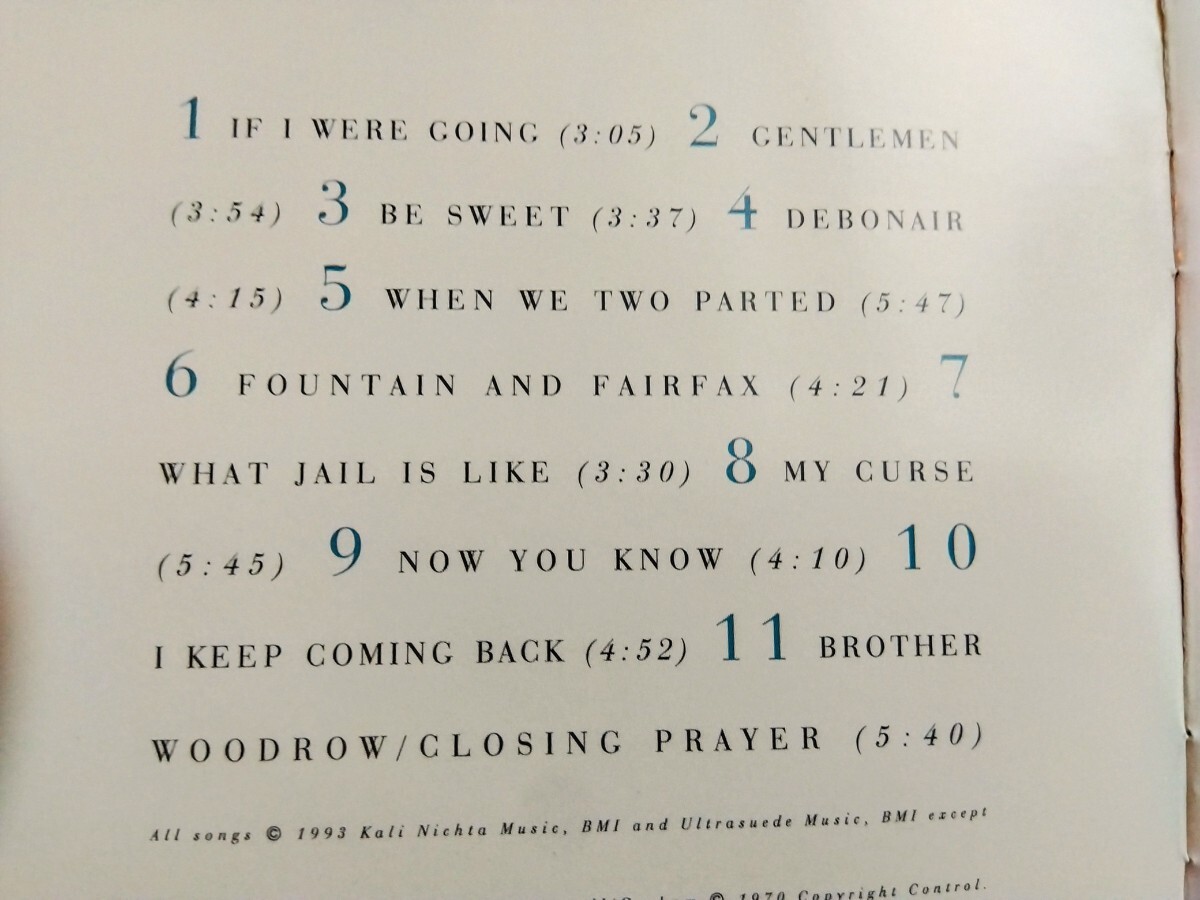 1 IF I WERE GOING (3:05) 2 GENTLEMEN
(3:54) 3 BE SWEET (3:37) 4 DEBONAIR
(4:15) 5 WHEN WE TWO PARTED (5:47)
6 FOUNTAIN AND FAIRFAX (4:21) 7
WHAT JAIL IS LIKE (3:30) 8 MY CURSE
(5:45) 9 NOW YOU KNOW (4:10) 10
I KEEP COMING BACK (4:52) 11 BROTHER
WOODROW/CLOSING PRAYER (5:40)
All songs © 1993 Kali Nichta Music, BMI and Ultrasuede Music, BMI except
© 1970 Copyright Control.